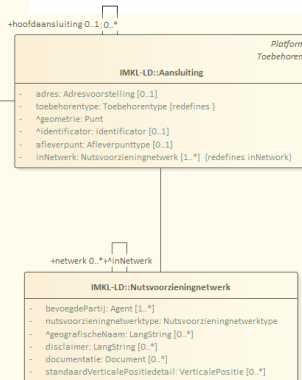 +hoofdaansluiting 0..1 0..*
Platform
Toebehoren
IMKL-LD::Aansluiting
- adres: Adresvoorstelling [0..1]
- toebehorentype: Toebehorentype {redefines }
- ^geometrie: Punt
- ^identificator: Identificator [0..1]
- afleverpunt: Afleverpunttype [0..1]
- inNetwerk: Nutsvoorzieningnetwerk [1..*] {redefines inNetwork}
+netwerk 0..*+^inNetwerk
IMKL-LD::Nutsvoorzieningnetwerk
- bevoegdePartij: Agent [1..*]
- nutsvoorzieningnetwerktype: Nutsvoorzieningnetwerktype
- ^geografischeNaam: LangString [0..*]
- disclaimer: LangString [0..*]
- documentatie: Document [0..*]
- standaardVerticalePositiedetail: VerticalePositie [0..*]